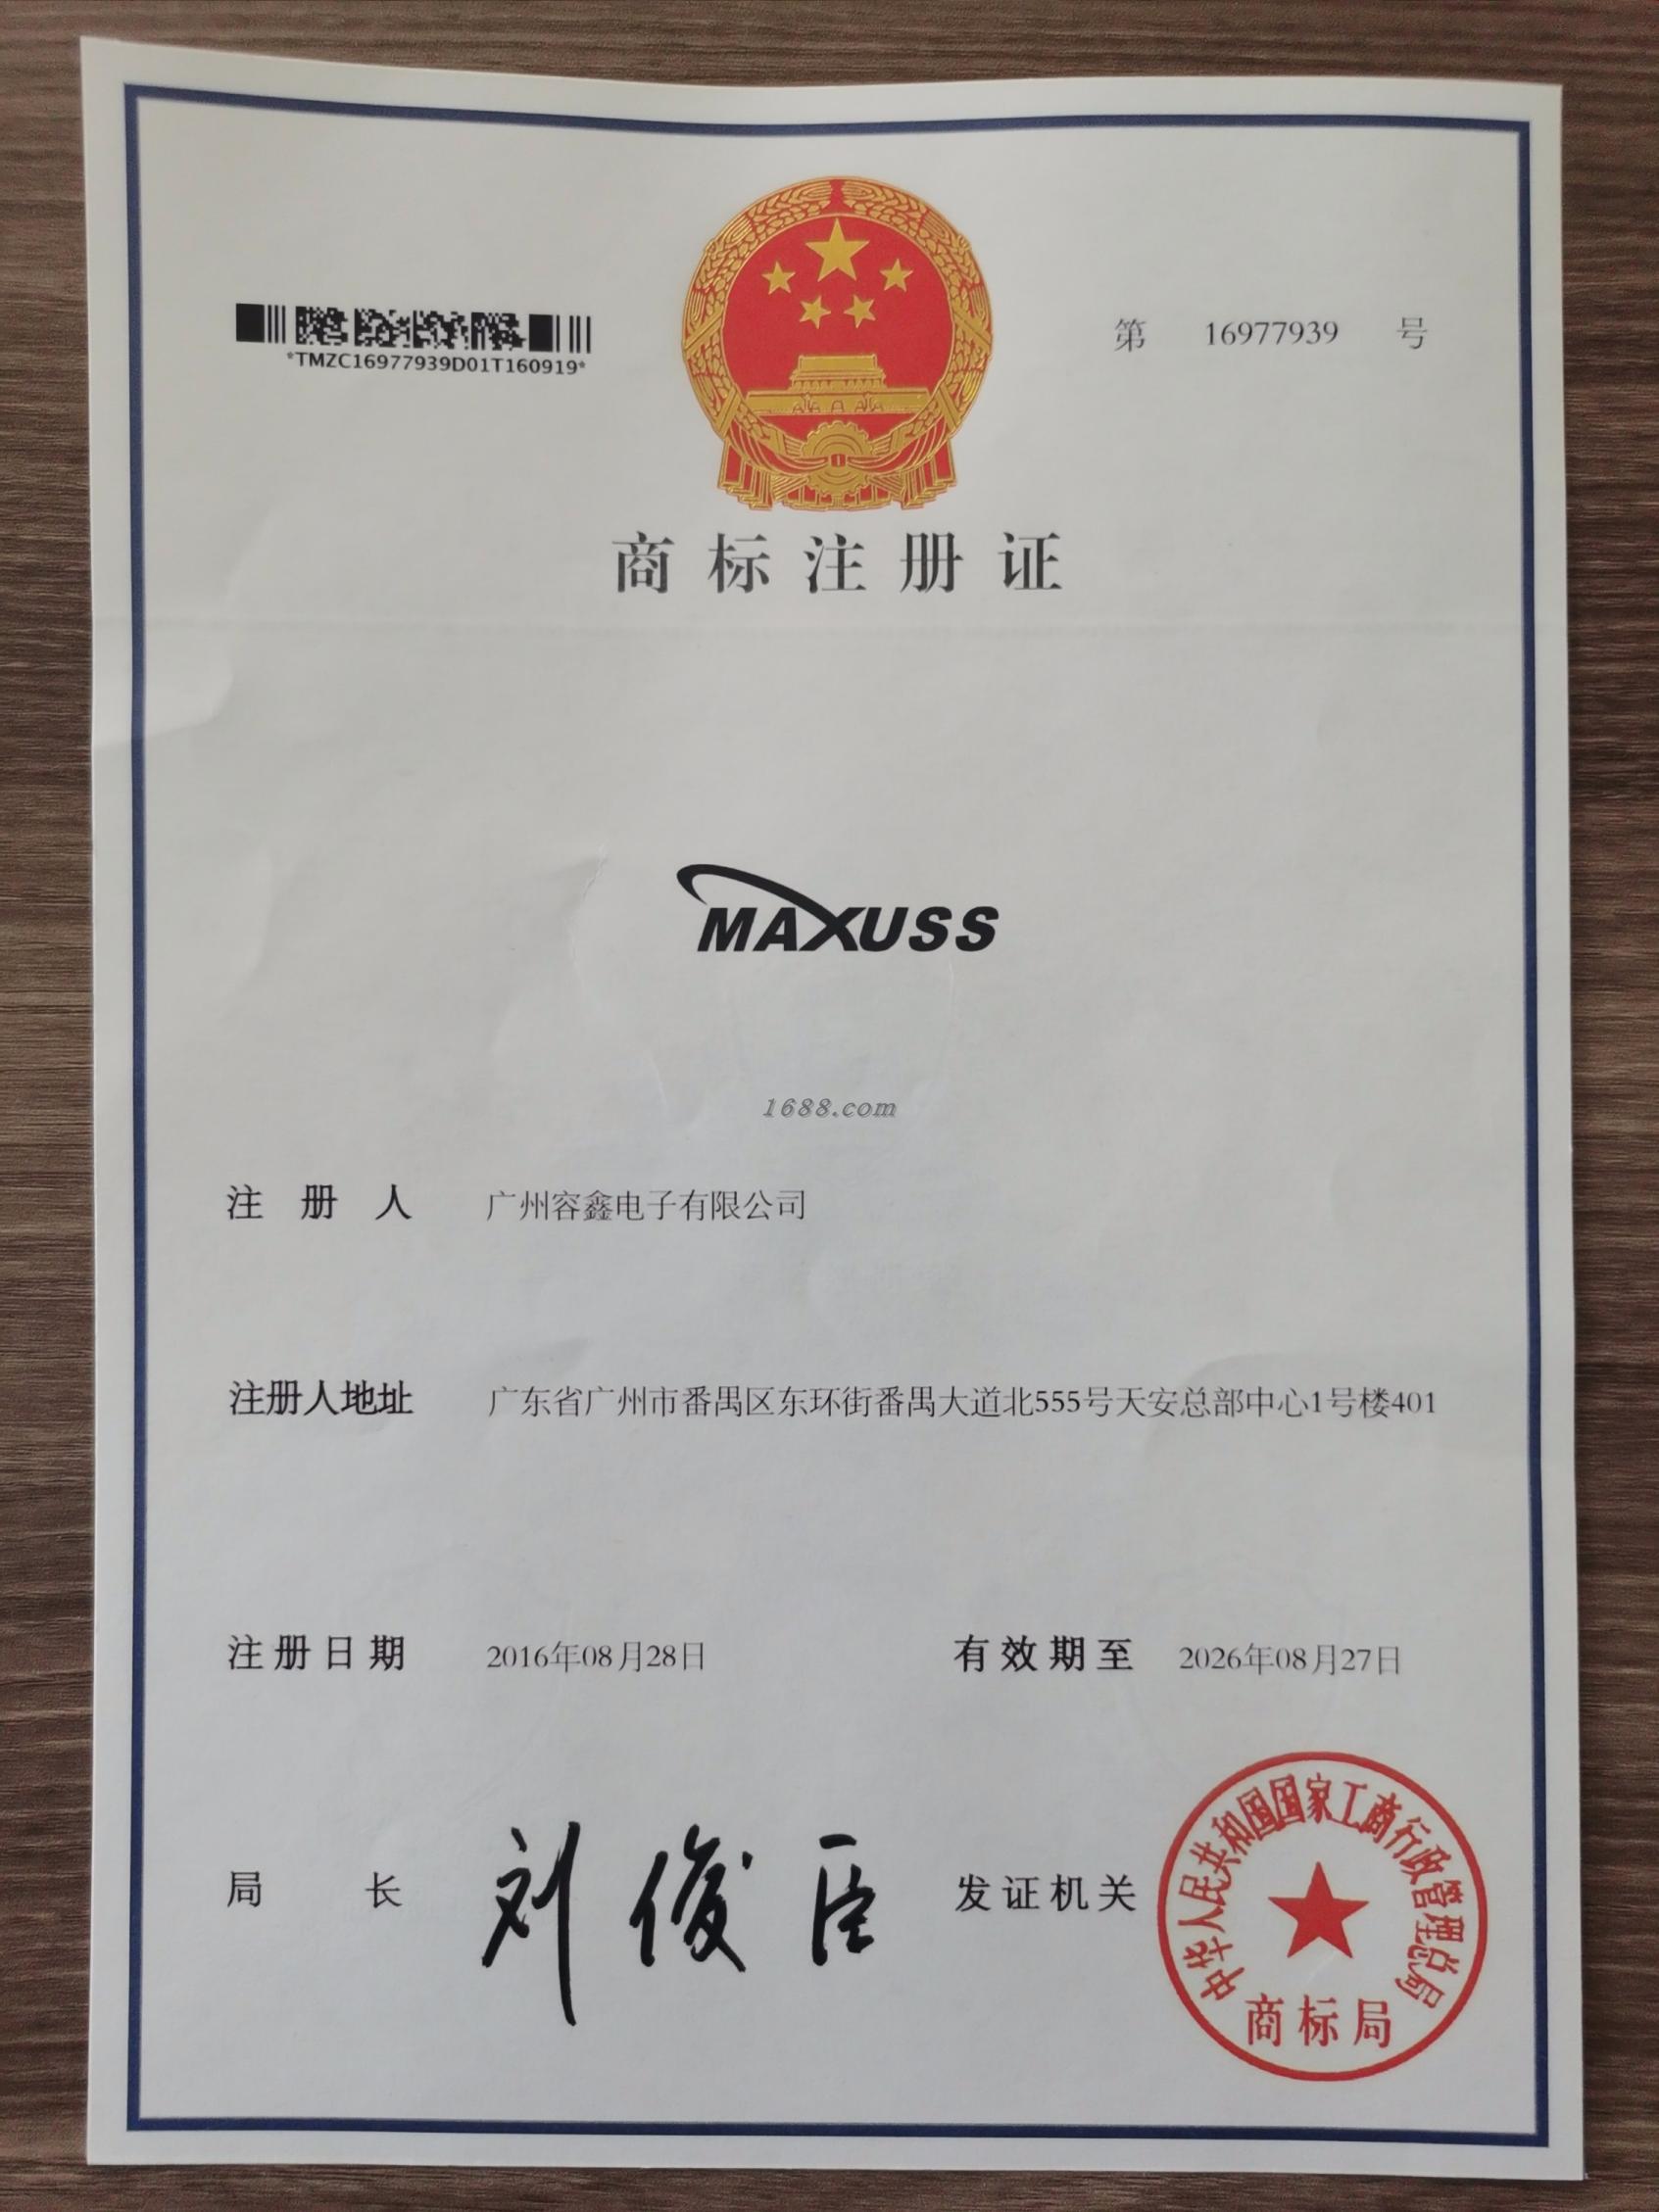 *TMZC16977939D01T160919*
第 16977939 号
商标注册证
MAXUSS
1688.com
注册人 广州容鑫电子有限公司
注册人地址 广东省广州市番禺区东环街番禺大道北555号天安总部中心1号楼401
注册日期 2016年08月28日 有效期至 2026年08月27日
局长 刘俊臣 发证机关
中华人民共和国国家工商行政管理总局
商标局